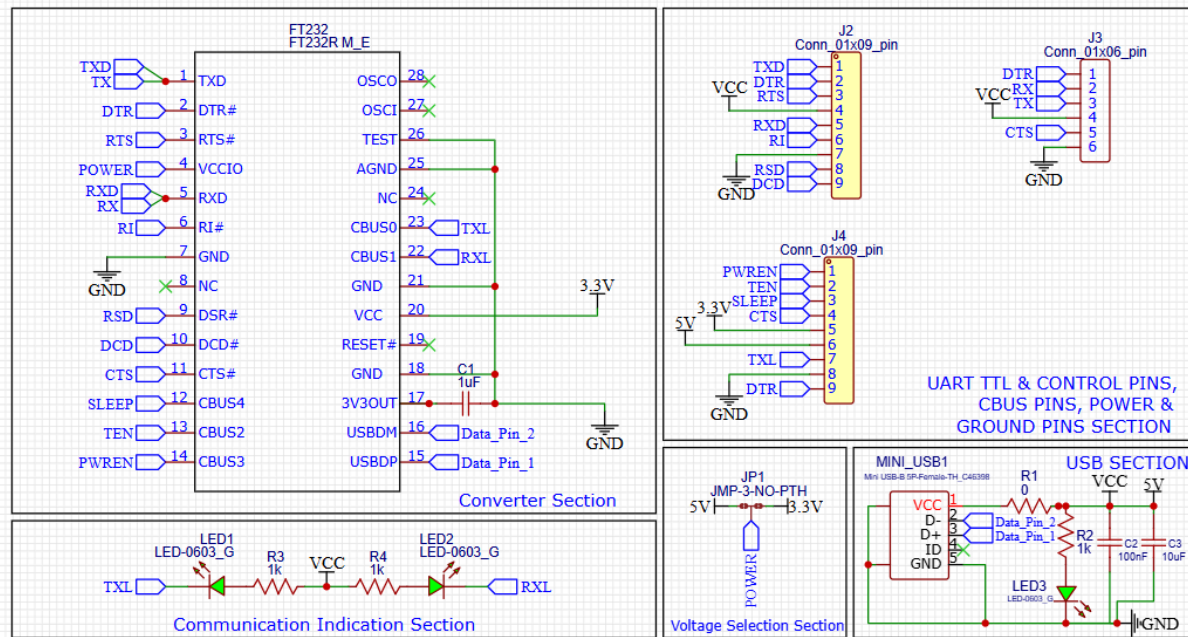 FT232
FT232R M_E
TXD
TX
1
TXD
OSCO
28
DTR
2
DTR#
OSCI
27
RTS
3
RTS#
TEST
26
POWER
4
VCCIO
AGND
25
RXD
RX
5
RXD
NC
24
RI
6
RI#
CBUS0
23
TXL
7
GND
CBUS1
22
RXL
GND
8
NC
GND
21
3.3V
RSD
9
DSR#
VCC
20
DCD
10
DCD#
RESET#
19
CTS
11
CTS#
GND
18
C1
1uF
SLEEP
12
CBUS4
3V3OUT
17
GND
TEN
13
CBUS2
USBDM
16
Data_Pin_2
PWREN
14
CBUS3
USBDP
15
Data_Pin_1
Converter Section
J2
Conn_01x09_pin
TXD
1
DTR
2
RTS
3
VCC
4
RXD
5
RI
6
7
RSD
8
DCD
9
GND
J3
Conn_01x06_pin
DTR
1
RX
2
TX
3
VCC
4
CTS
5
6
GND
J4
Conn_01x09_pin
PWREN
1
TEN
2
SLEEP
3
CTS
4
3.3V
5
5V
6
TXL
7
8
DTR
9
GND
UART TTL & CONTROL PINS,
CBUS PINS, POWER &
GROUND PINS SECTION
LED1
LED-0603_G
R3
1k
VCC
R4
1k
LED2
LED-0603_G
TXL
RXL
Communication Indication Section
JP1
JMP-3-NO-PTH
5V
3.3V
POWER
Voltage Selection Section
MINI_USB1
Mini USB-B 5P-Female-TH_C46398
USB SECTION
VCC
1
D-
2
Data_Pin_2
D+
3
Data_Pin_1
ID
4
GND
5
R1
0
VCC
5V
R2
1k
C2
100nF
C3
10uF
LED3
LED-0603_G
GND